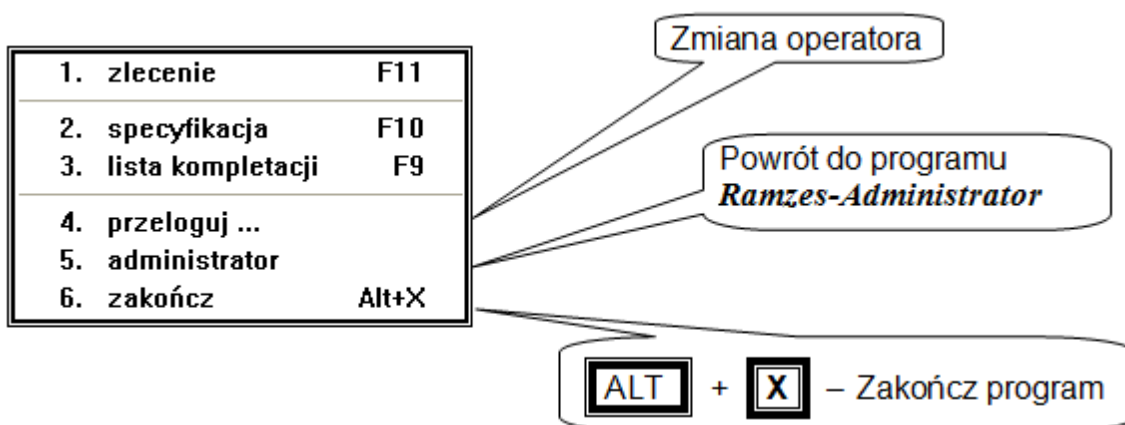 Zmiana operatora
1. zlecenie F11
2. specyfikacja F10
3. lista kompletacji F9
4. przeloguj ...
5. administrator
6. zakończ Alt+X
Powrót do programu
Ramzes-Administrator
ALT + X – Zakończ program